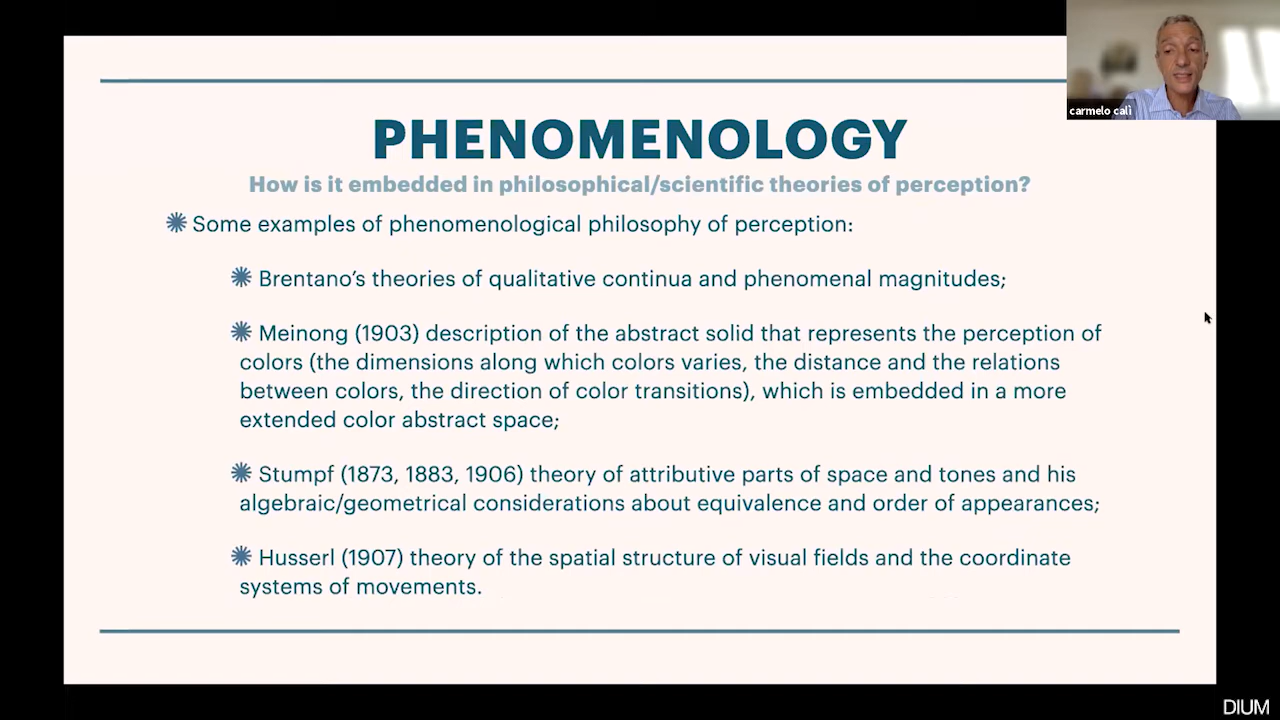 carmelo calì
PHENOMENOLOGY
How is it embedded in philosophical/scientific theories of perception?
Some examples of phenomenological philosophy of perception:
Brentano's theories of qualitative continua and phenomenal magnitudes;
Meinong (1903) description of the abstract solid that represents the perception of
colors (the dimensions along which colors varies, the distance and the relations
between colors, the direction of color transitions), which is embedded in a more
extended color abstract space;
Stumpf (1873, 1883, 1906) theory of attributive parts of space and tones and his
algebraic/geometrical considerations about equivalence and order of appearances;
Husserl (1907) theory of the spatial structure of visual fields and the coordinate
systems of movements.
DIUM